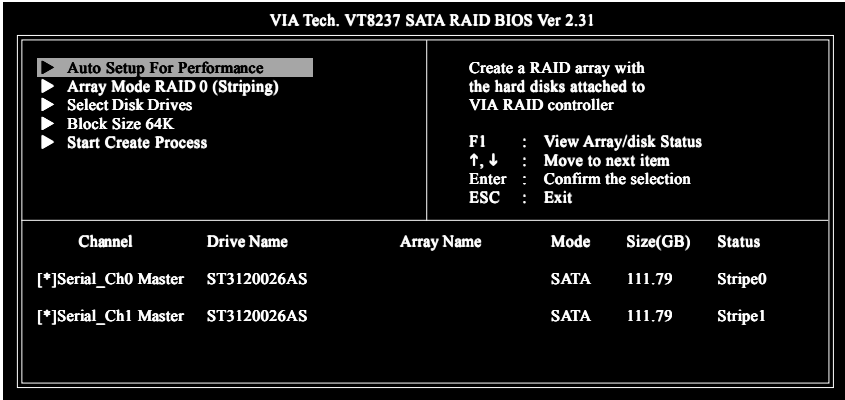 VIA Tech. VT8237 SATA RAID BIOS Ver 2.31
Auto Setup For Performance
Array Mode RAID 0 (Striping)
Select Disk Drives
Block Size 64K
Start Create Process
Create a RAID array with
the hard disks attached to
VIA RAID controller
F1 : View Array/disk Status
↑, ↓ : Move to next item
Enter : Confirm the selection
ESC : Exit
Channel Drive Name Array Name Mode Size(GB) Status
[*]Serial_Ch0 Master ST3120026AS SATA 111.79 Stripe0
[*]Serial_Ch1 Master ST3120026AS SATA 111.79 Stripe1